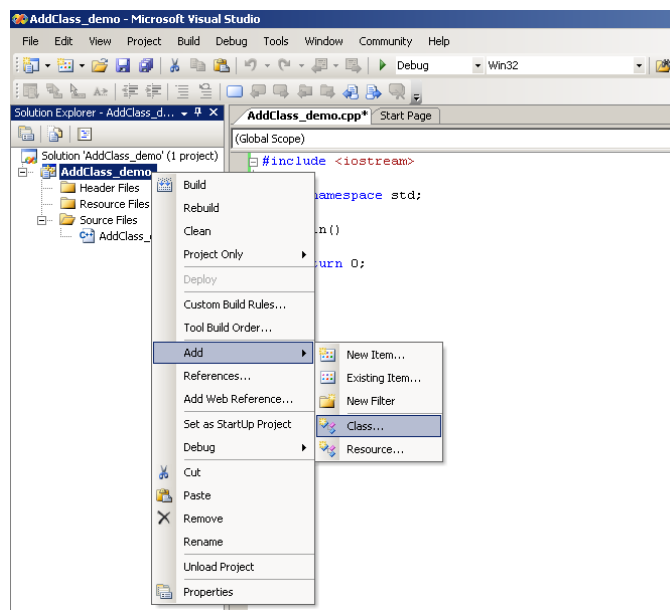 AddClass_demo - Microsoft Visual Studio
File Edit View Project Build Debug Tools Window Community Help
Debug Win32
Solution Explorer - AddClass_d...
AddClass_demo.cpp* Start Page
(Global Scope)
Solution 'AddClass_demo' (1 project)
AddClass_demo
Header Files
Resource Files
Source Files
AddClass_
#include <iostream>
namespace std;
n()
urn 0;
Build
Rebuild
Clean
Project Only
Deploy
Custom Build Rules...
Tool Build Order...
Add
References...
Add Web Reference...
Set as StartUp Project
Debug
Cut
Paste
Remove
Rename
Unload Project
Properties
New Item...
Existing Item...
New Filter
Class...
Resource...